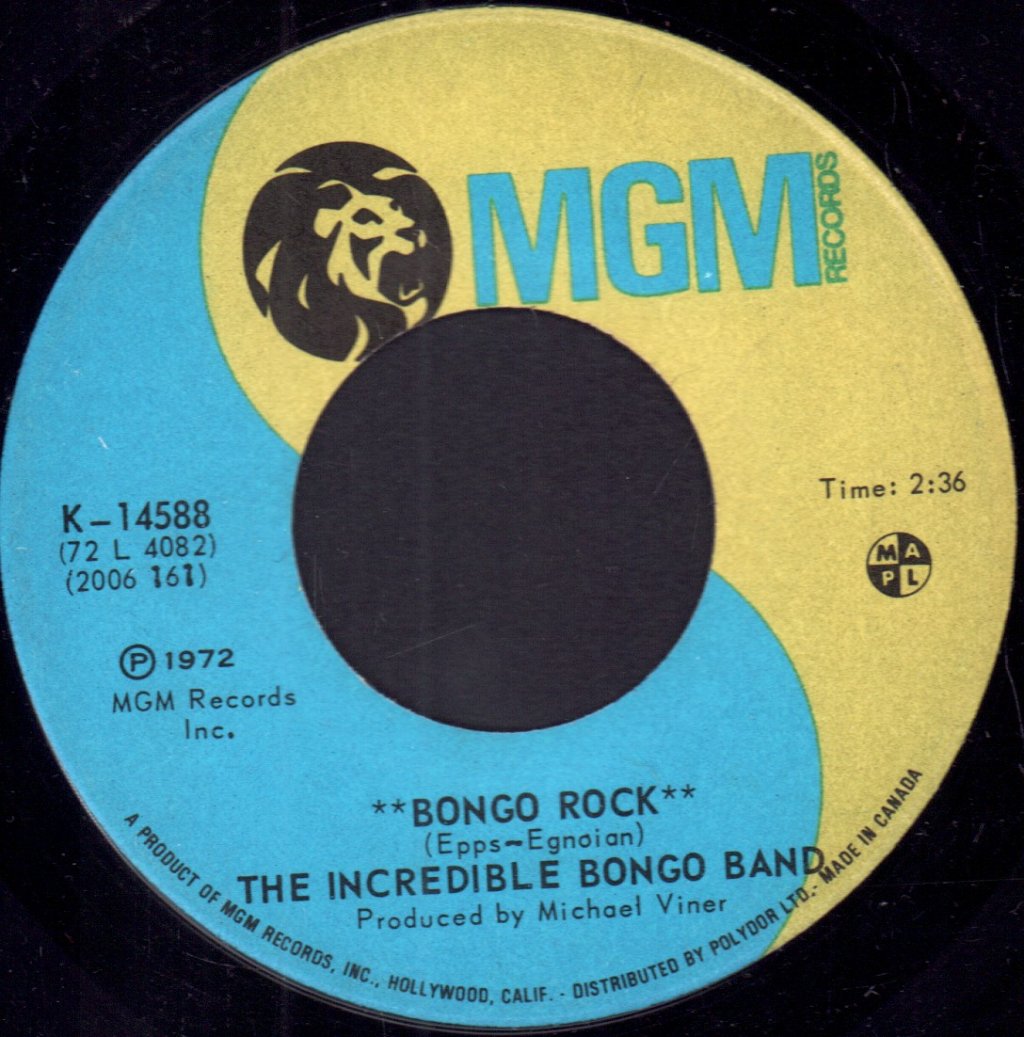 MGM
RECORDS
Time: 2:36
M A
P L
K-14588
(72 L 4082)
(2006 161)
Ⓟ 1972
MGM Records
Inc.
**BONGO ROCK**
(Epps~Egnoian)
THE INCREDIBLE BONGO BAND
Produced by Michael Viner
A PRODUCT OF MGM RECORDS, INC., HOLLYWOOD, CALIF. - DISTRIBUTED BY POLYDOR LTD.- MADE IN CANADA